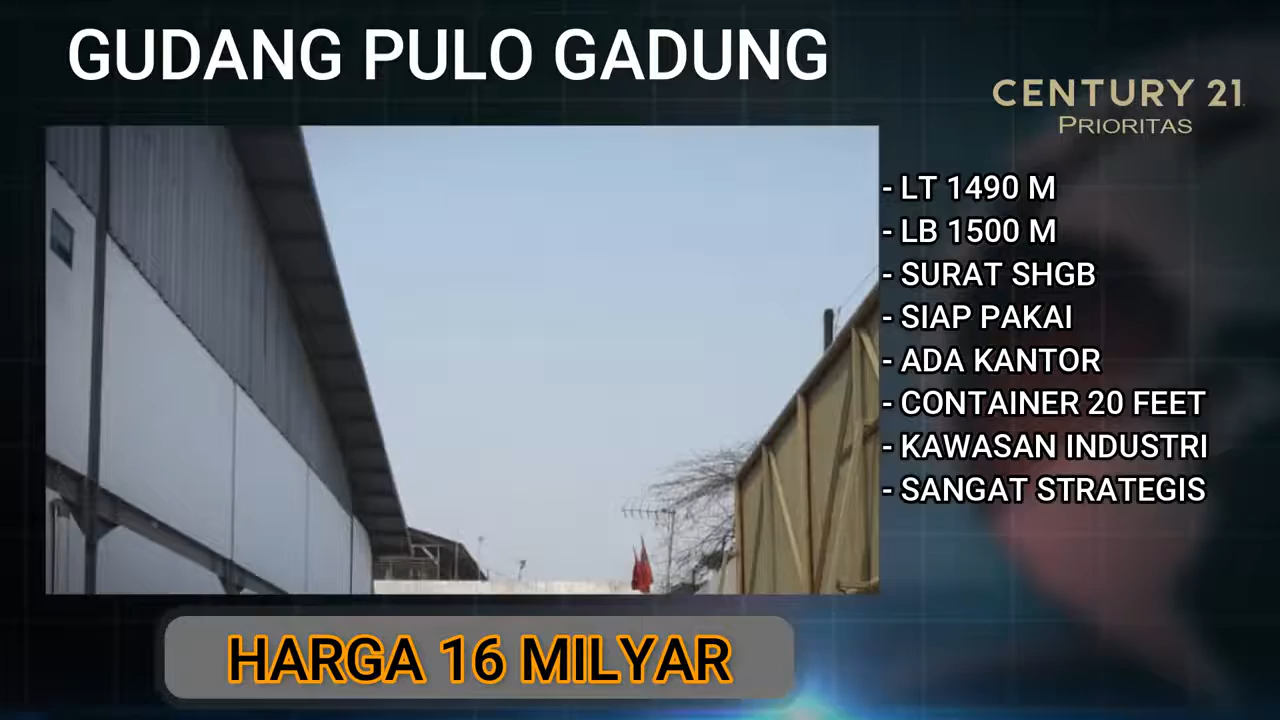 GUDANG PULO GADUNG
CENTURY 21
PRIORITAS
- LT 1490 M
- LB 1500 M
- SURAT SHGB
- SIAP PAKAI
- ADA KANTOR
- CONTAINER 20 FEET
- KAWASAN INDUSTRI
- SANGAT STRATEGIS
HARGA 16 MILYAR